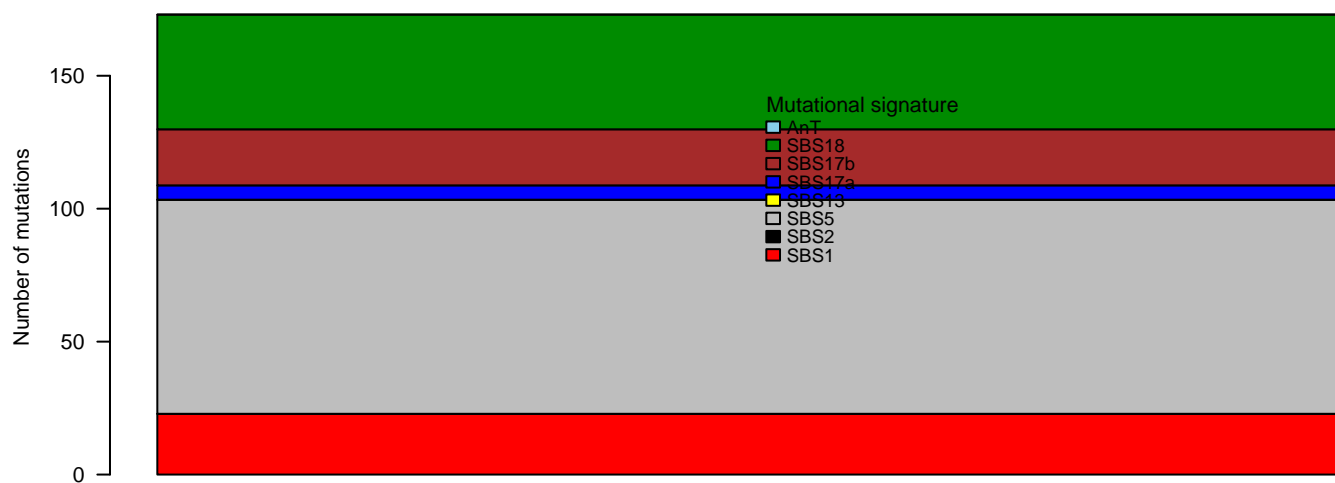 150
100
50
0
Number of mutations
Mutational signature
AnT
SBS18
SBS17b
SBS17a
SBS13
SBS5
SBS2
SBS1